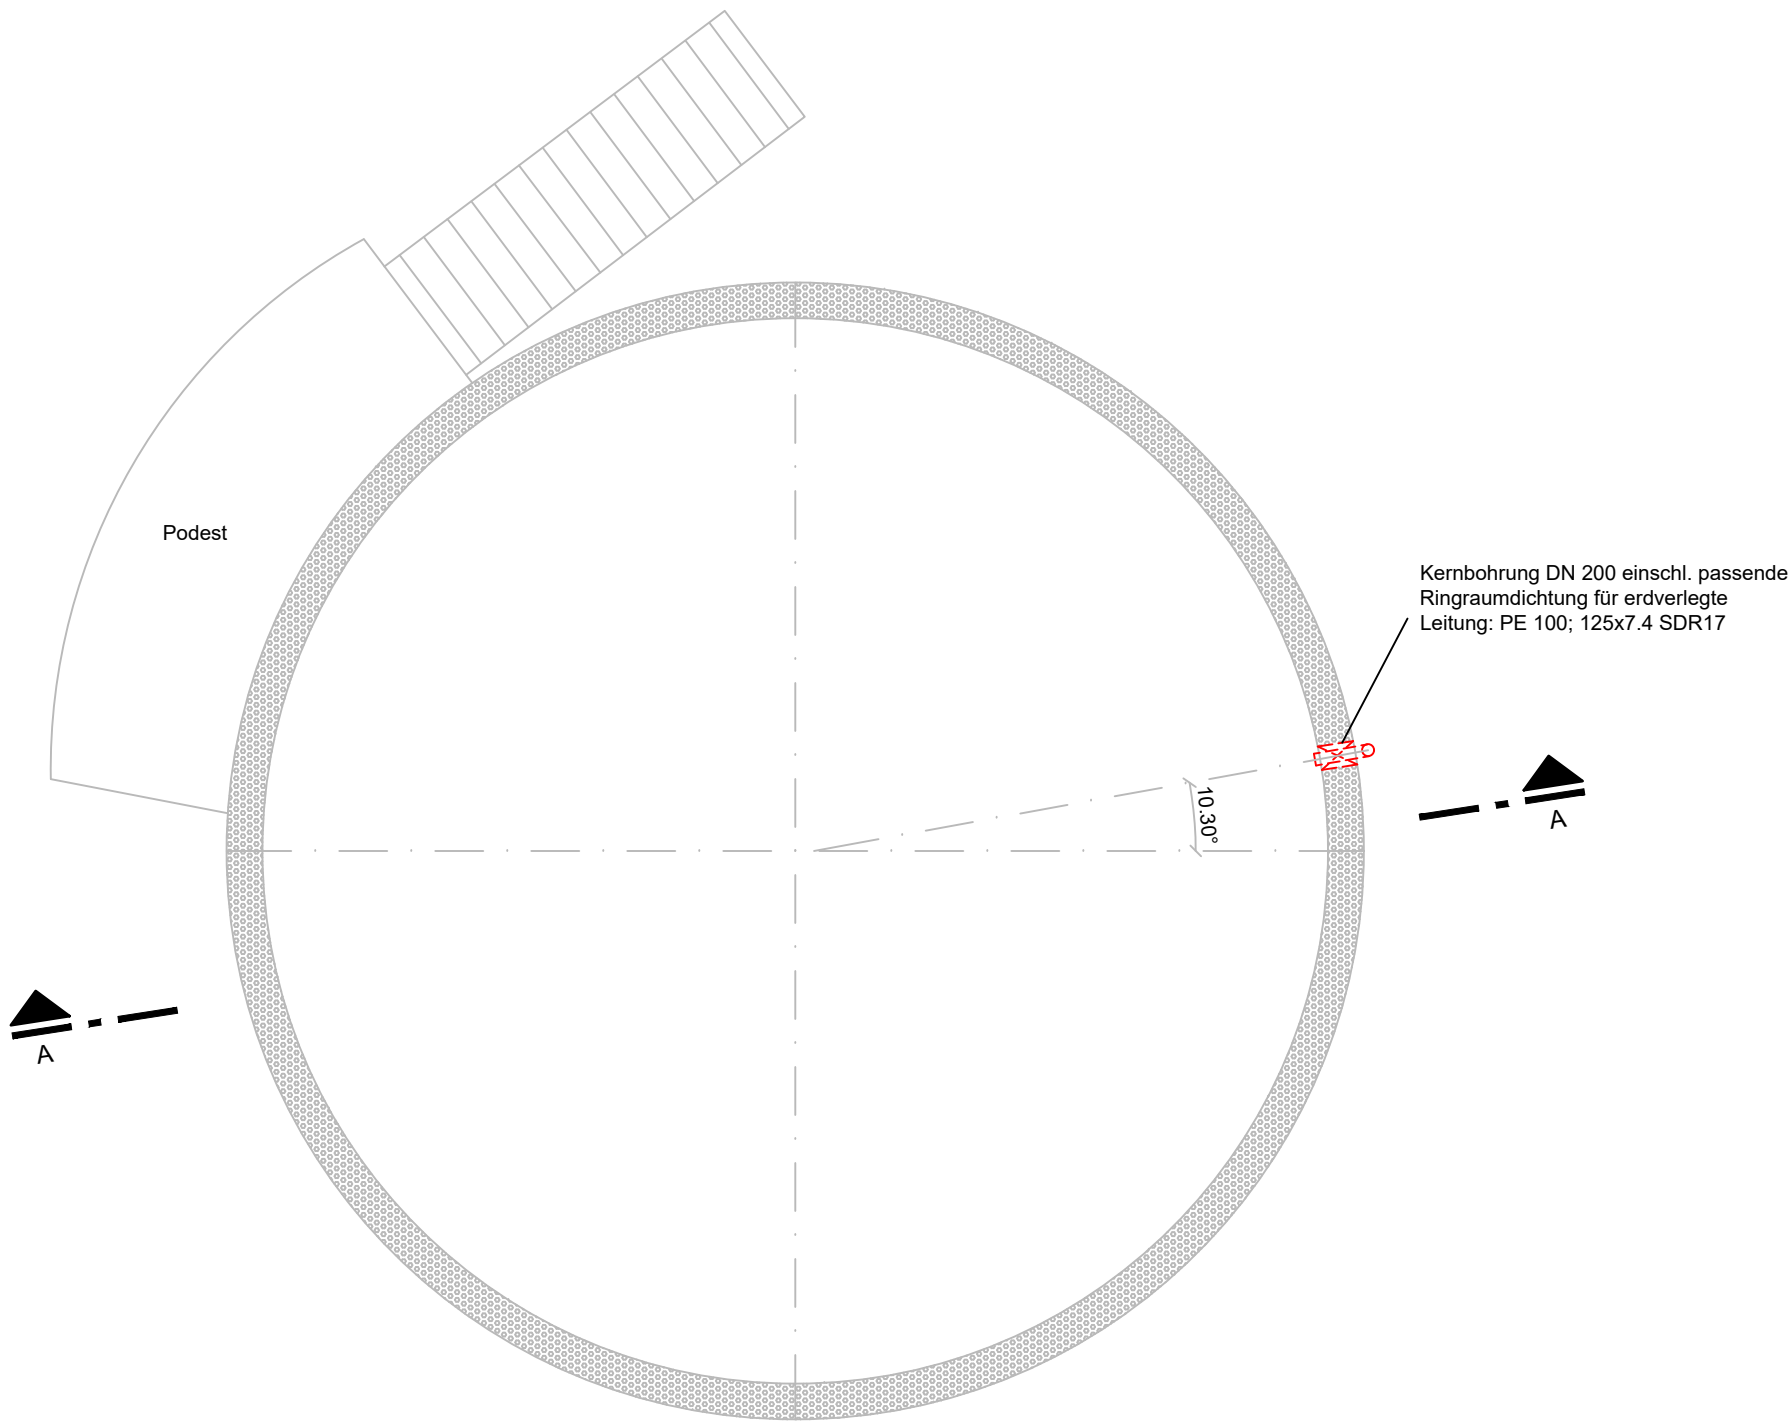 Podest
Kernbohrung DN 200 einschl. passende
Ringraumdichtung für erdverlegte
Leitung: PE 100; 125x7.4 SDR17
10.30°
A
A